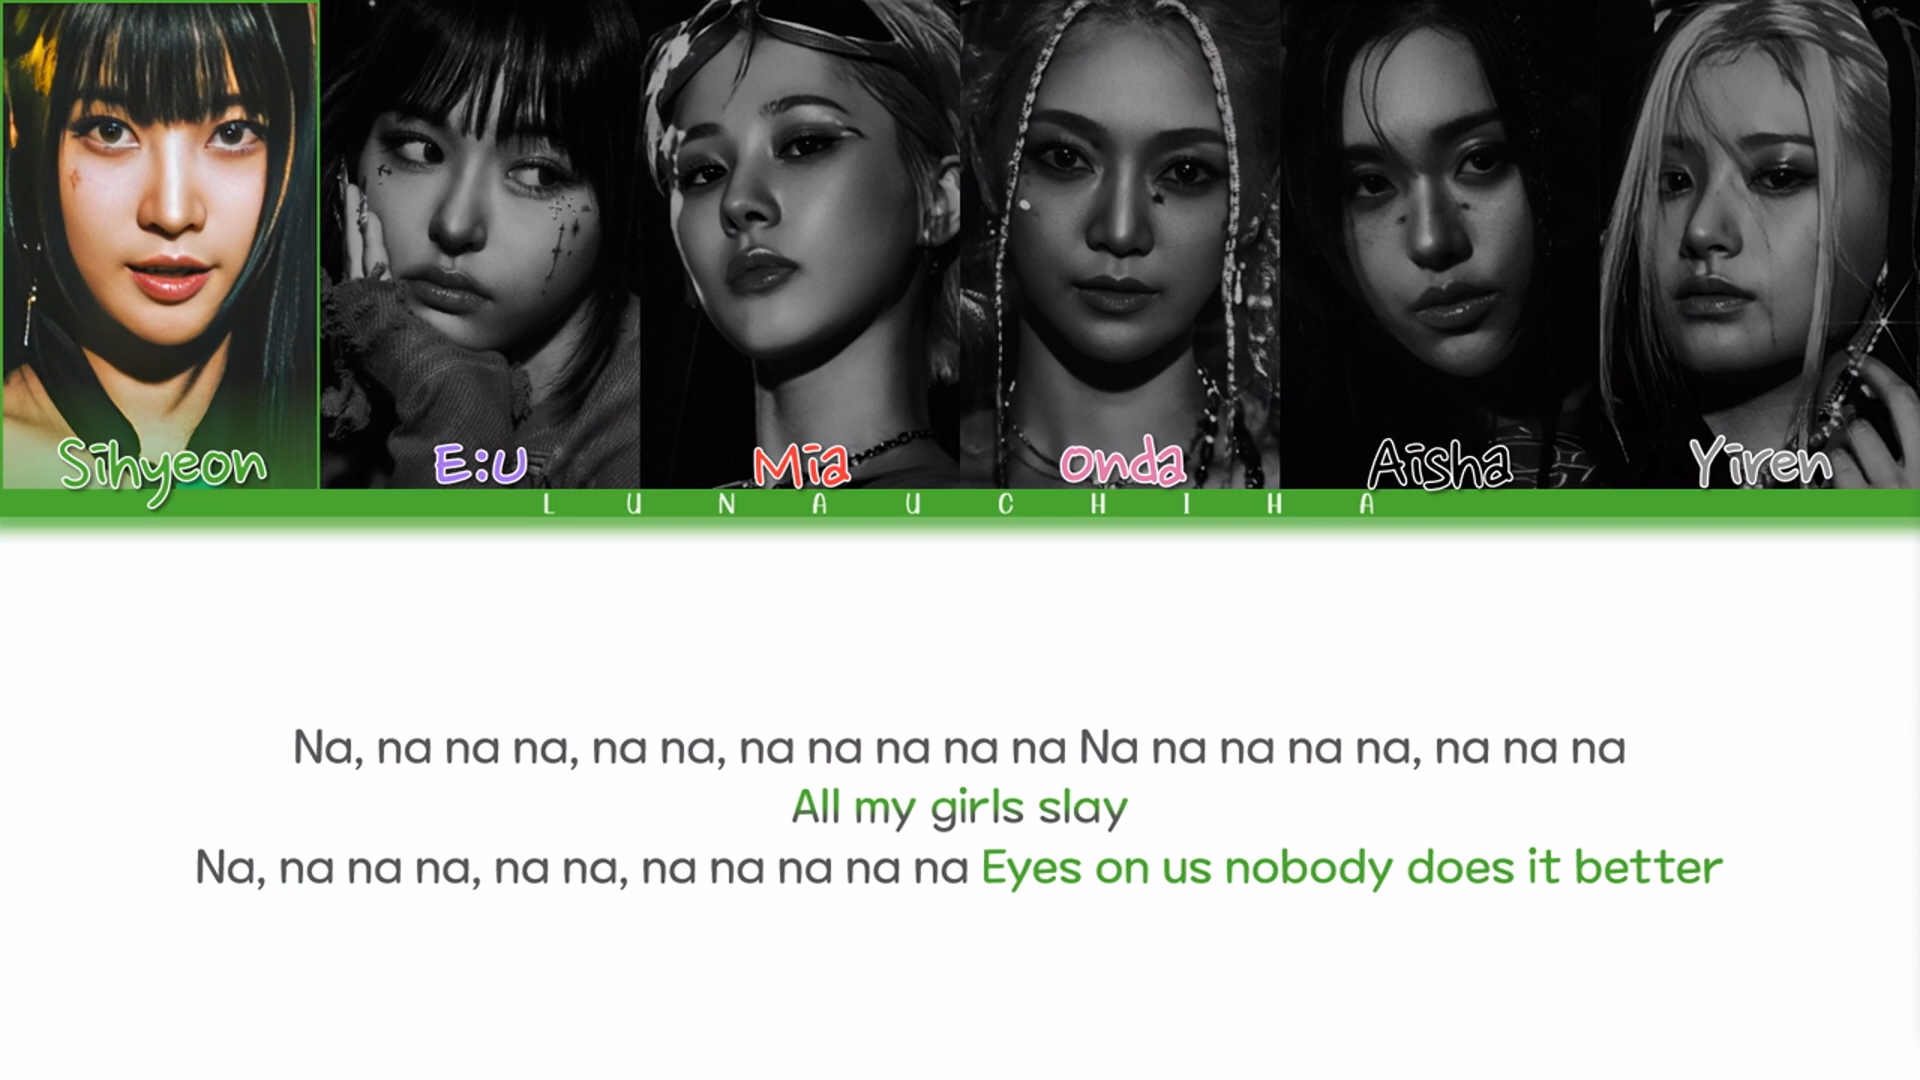 Sihyeon E:U Mia Onda Aisha Yiren
LUNAUCHIHA
Na, na na na, na na, na na na na na Na na na na na, na na na
All my girls slay
Na, na na na, na na, na na na na na Eyes on us nobody does it better